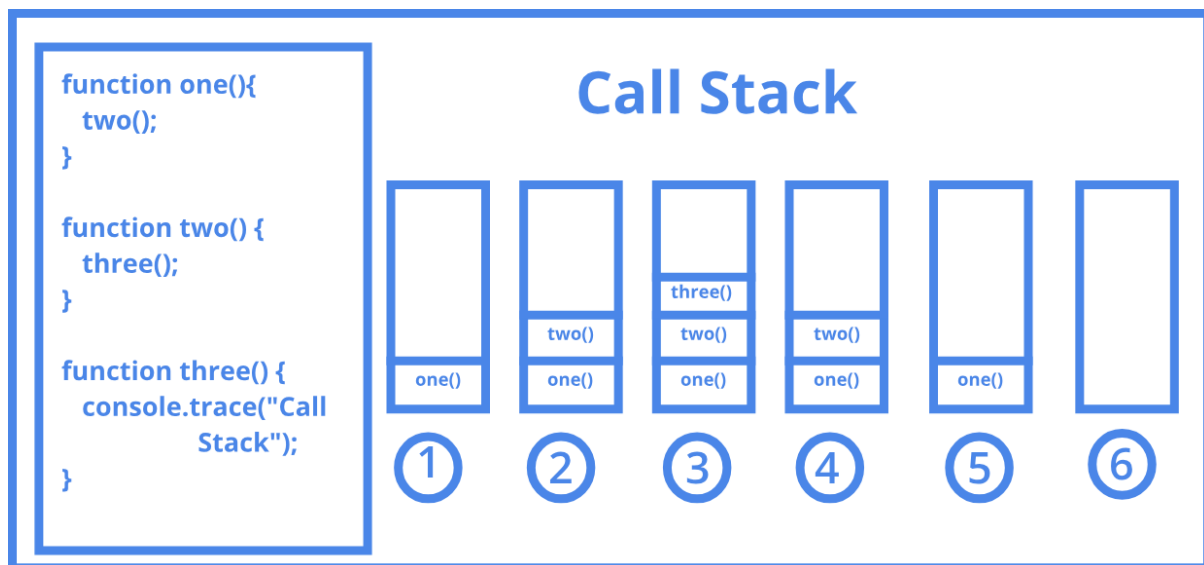 function one(){
two();
}
function two() {
three();
}
function three() {
console.trace("Call
Stack");
}
Call Stack
one()
two()
one()
three()
two()
one()
two()
one()
one()
1
2
3
4
5
6